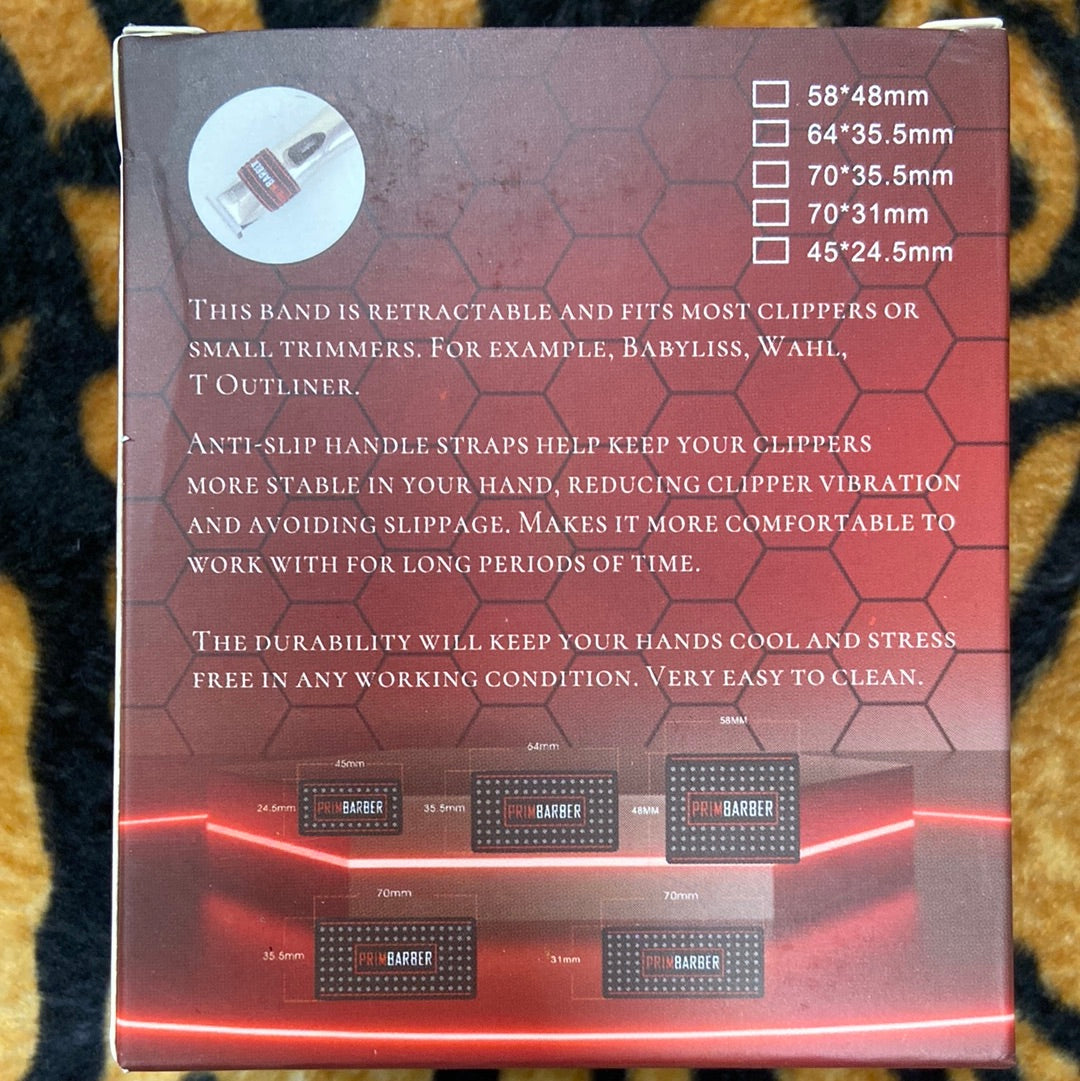 58*48mm
64*35.5mm
70*35.5mm
70*31mm
45*24.5mm
THIS BAND IS RETRACTABLE AND FITS MOST CLIPPERS OR
SMALL TRIMMERS. FOR EXAMPLE, BABYLISS, WAHL,
T OUTLINER.
ANTI-SLIP HANDLE STRAPS HELP KEEP YOUR CLIPPERS
MORE STABLE IN YOUR HAND, REDUCING CLIPPER VIBRATION
AND AVOIDING SLIPPAGE. MAKES IT MORE COMFORTABLE TO
WORK WITH FOR LONG PERIODS OF TIME.
THE DURABILITY WILL KEEP YOUR HANDS COOL AND STRESS
FREE IN ANY WORKING CONDITION. VERY EASY TO CLEAN.
45mm
24.5mm
PRIMBARBER
64mm
35.5mm
PRIMBARBER
58MM
48MM
PRIMBARBER
70mm
35.5mm
PRIMBARBER
70mm
31mm
PRIMBARBER